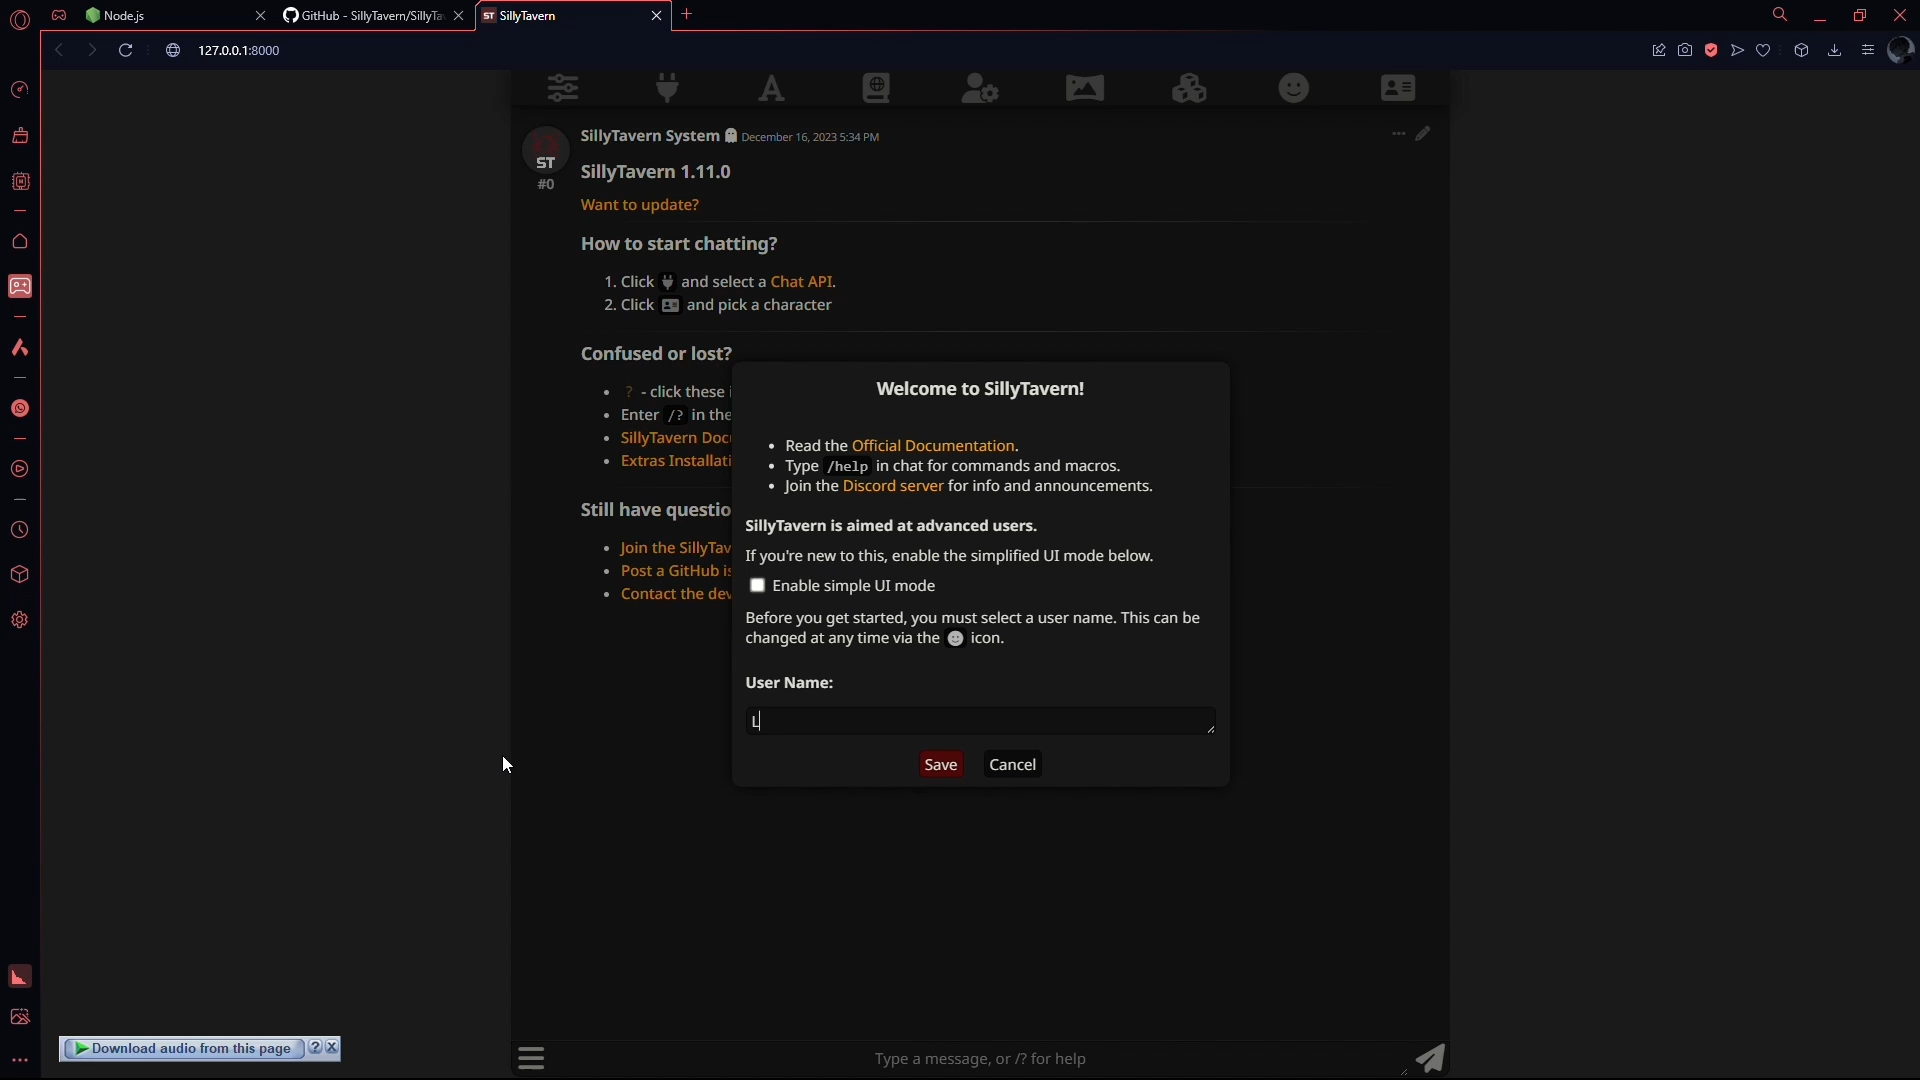 Node.js
GitHub - SillyTavern/SillyTa
ST SillyTavern
127.0.0.1:8000
SillyTavern System December 16, 2023 5:34 PM
ST
#0
SillyTavern 1.11.0
Want to update?
How to start chatting?
1. Click and select a Chat API.
2. Click and pick a character
Confused or lost?
? - click these i
Enter /? in the
SillyTavern Docu
Extras Installati
Still have questio
Join the SillyTav
Post a GitHub is
Contact the dev
Welcome to SillyTavern!
Read the Official Documentation.
Type /help in chat for commands and macros.
Join the Discord server for info and announcements.
SillyTavern is aimed at advanced users.
If you're new to this, enable the simplified UI mode below.
Enable simple UI mode
Before you get started, you must select a user name. This can be
changed at any time via the icon.
User Name:
L
Save Cancel
Download audio from this page ?
Type a message, or /? for help